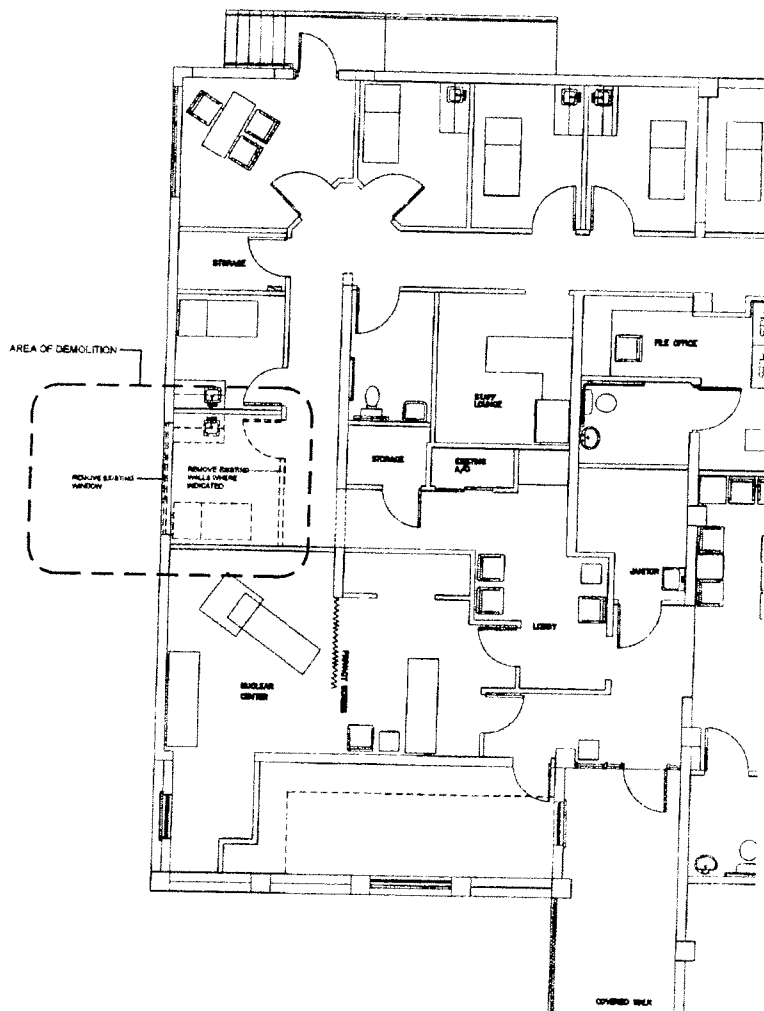 STORAGE
AREA OF DEMOLITION
FILE OFFICE
STAFF
LOUNGE
STORAGE
EXISTING
A/C
REMOVE EXISTING
WINDOW
REMOVE EXISTING
WALLS WHERE
INDICATED
JANITOR
LOBBY
PRIVACY SCREEN
NUCLEAR
CENTER
COVERED WALK